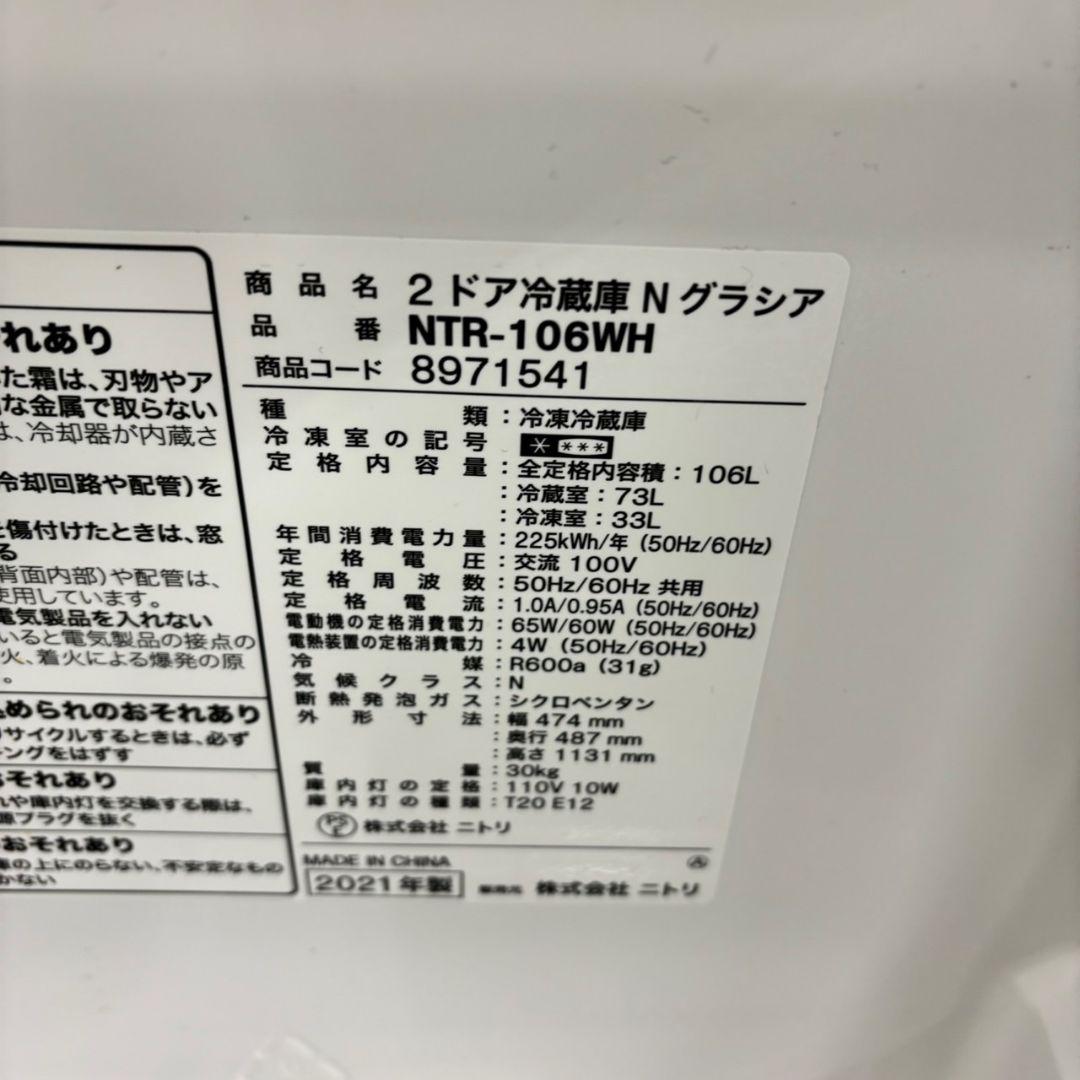 れあり
た霜は、刃物やア
な金属で取らない
は、冷却器が内蔵さ
冷却回路や配管)を
傷付けたときは、窓
る
背面内部)や配管は、
使用しています。
電気製品を入れない
いると電気製品の接点の
火、着火による爆発の原
。
められのおそれあり
リサイクルするときは、必ず
キングをはずす
おそれあり
れや庫内灯を交換する際は、
源プラグを抜く
おそれあり
庫の上にのらない、不安定なもの
かない
商品名 2ドア冷蔵庫 N グラシア
品番 NTR-106WH
商品コード 8971541
種類:冷凍冷蔵庫
冷凍室の記号 * ***
定格内容量:全定格内容積:106L
:冷蔵室:73L
:冷凍室:33L
年間消費電力量:225kWh/年 (50Hz/60Hz)
定格電圧:交流 100V
定格周波数:50Hz/60Hz 共用
定格電流:1.0A/0.95A (50Hz/60Hz)
電動機の定格消費電力:65W/60W (50Hz/60Hz)
電熱装置の定格消費電力:4W (50Hz/60Hz)
冷媒:R600a (31g)
気候クラス:N
断熱発泡ガス:シクロペンタン
外形寸法:幅 474 mm
:奥行 487 mm
:高さ 1131 mm
質量:30kg
庫内灯の定格:110V 10W
庫内灯の種類:T20 E12
PSE 株式会社 ニトリ
MADE IN CHINA Ⓐ
2021年製 販売元 株式会社 ニトリ